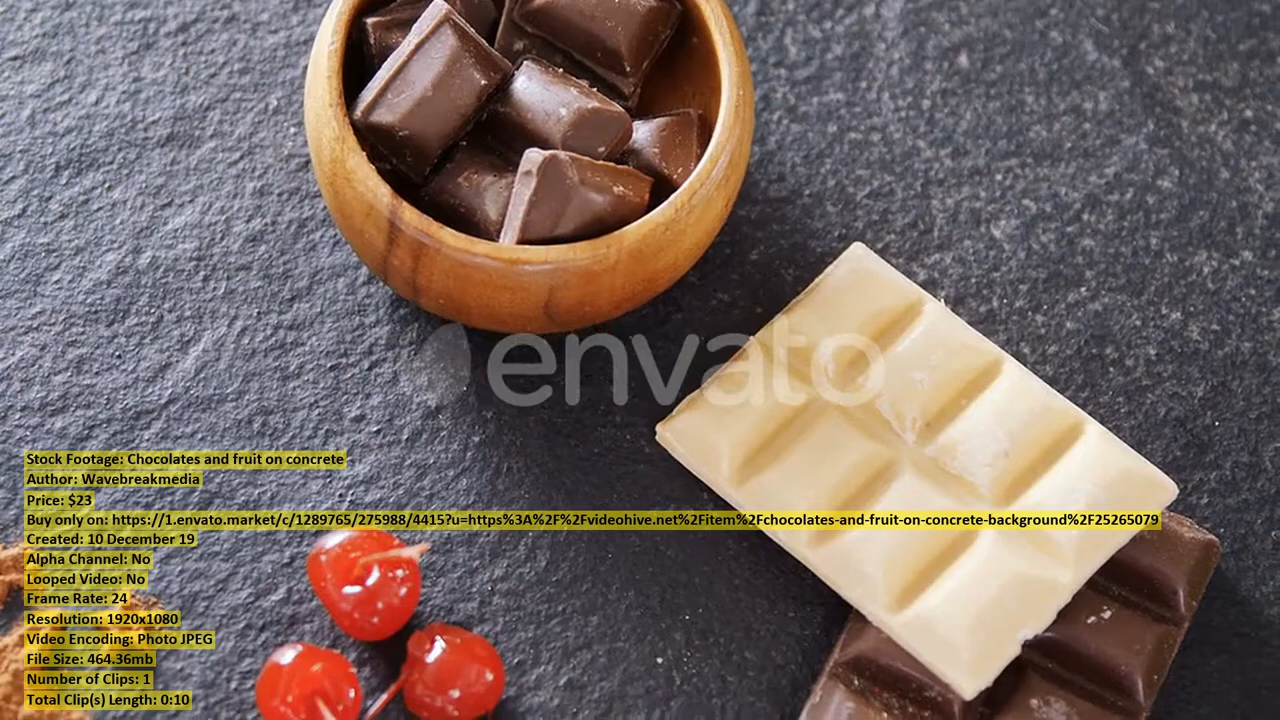 envato
Stock Footage: Chocolates and fruit on concrete
Author: Wavebreakmedia
Price: $23
Buy only on: https://1.envato.market/c/1289765/275988/4415?u=https%3A%2F%2Fvideohive.net%2Fitem%2Fchocolates-and-fruit-on-concrete-background%2F25265079
Created: 10 December 19
Alpha Channel: No
Looped Video: No
Frame Rate: 24
Resolution: 1920x1080
Video Encoding: Photo JPEG
File Size: 464.36mb
Number of Clips: 1
Total Clip(s) Length: 0:10